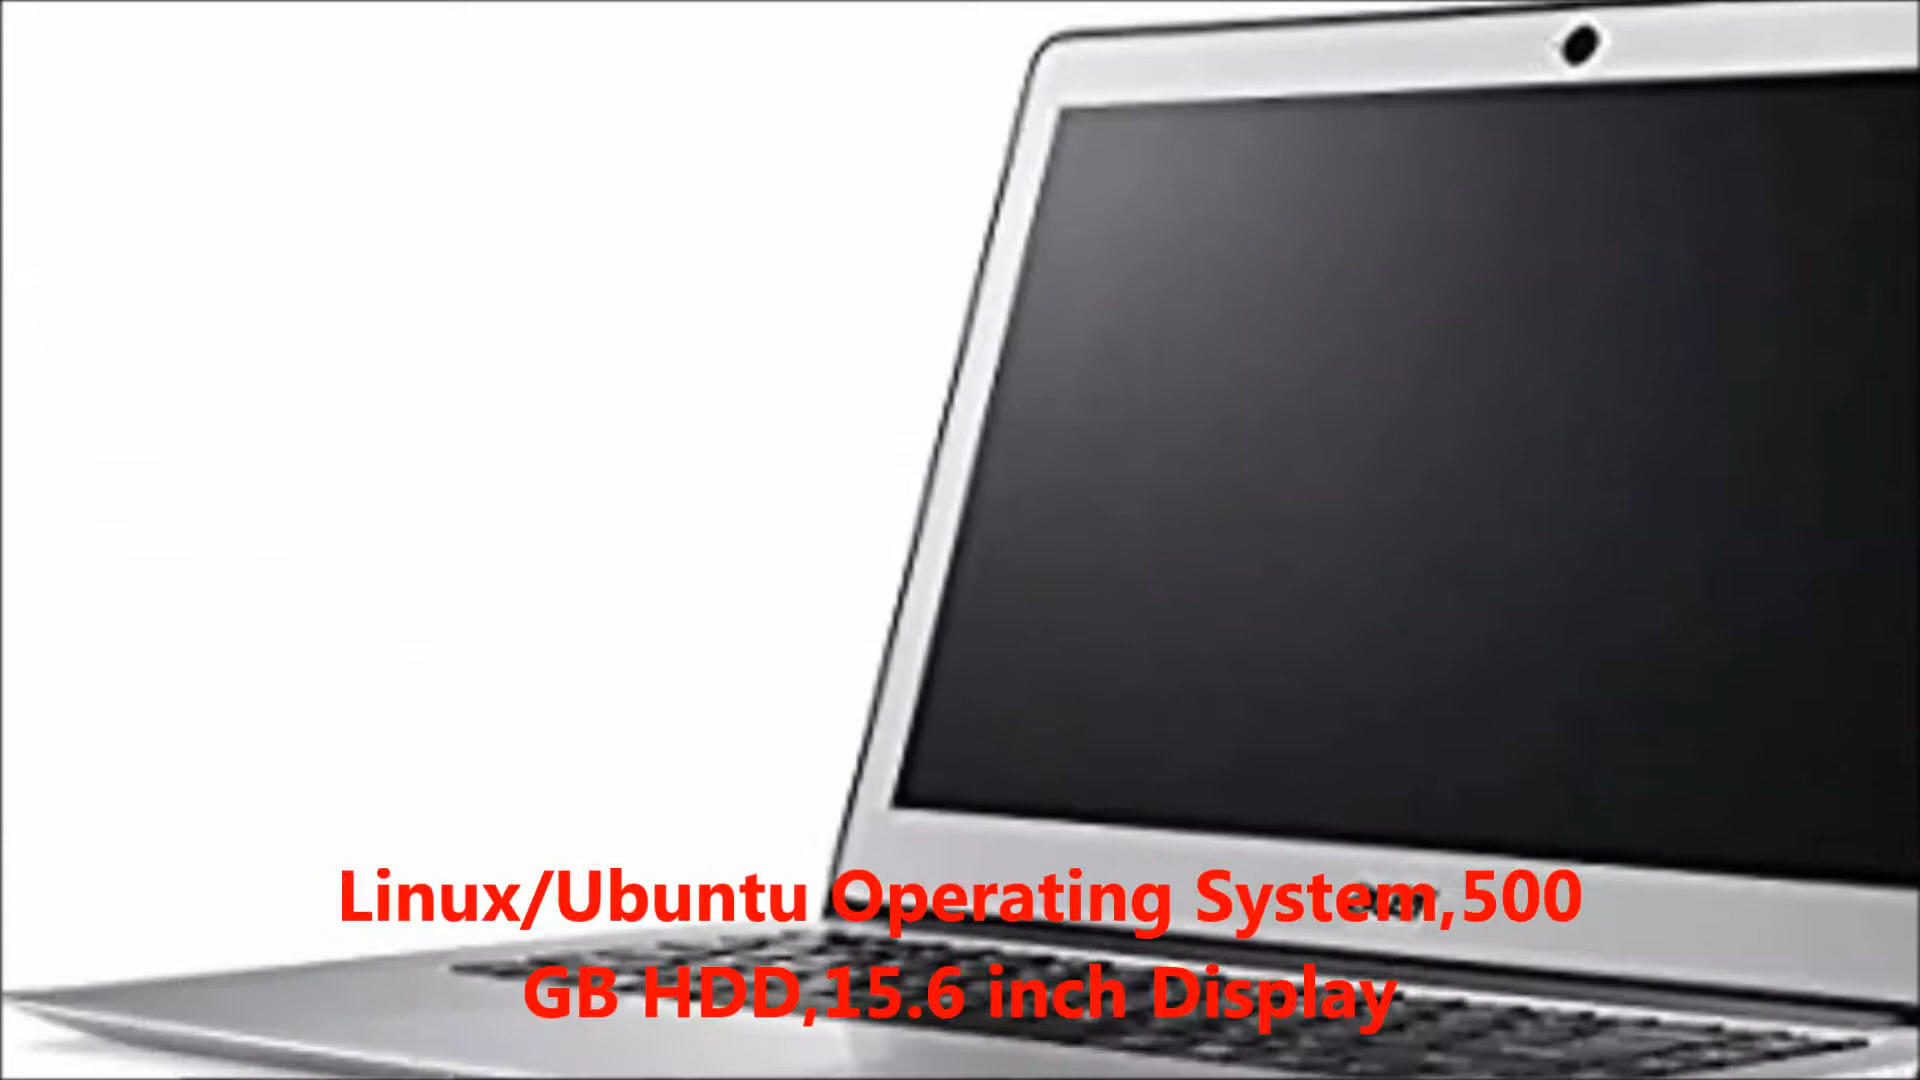 Linux/Ubuntu Operating System,500
GB HDD,15.6 inch Display